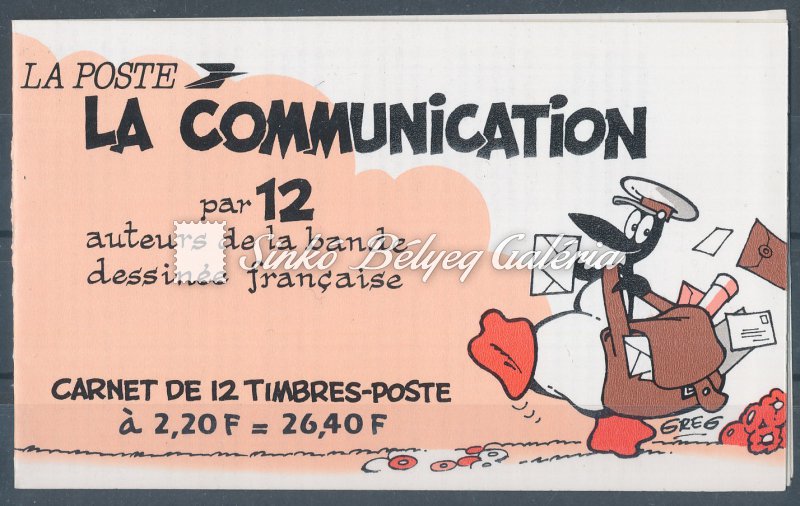 LA POSTE
LA COMMUNiCATiON
par 12
auteurs de la bande
Sinkó Bélyeg Galéria
dessinée française
CARNET DE 12 TIMBRES-POSTE
à 2,20 F = 26,40 F
GREG